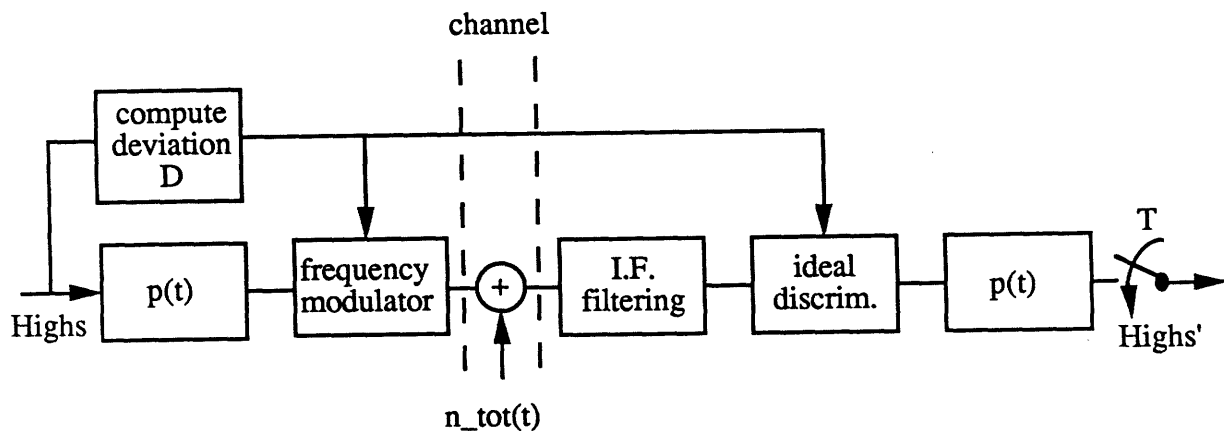 channel
compute
deviation
D
T
p(t)
frequency
modulator
+
I.F.
filtering
ideal
discrim.
p(t)
Highs
Highs'
n_tot(t)